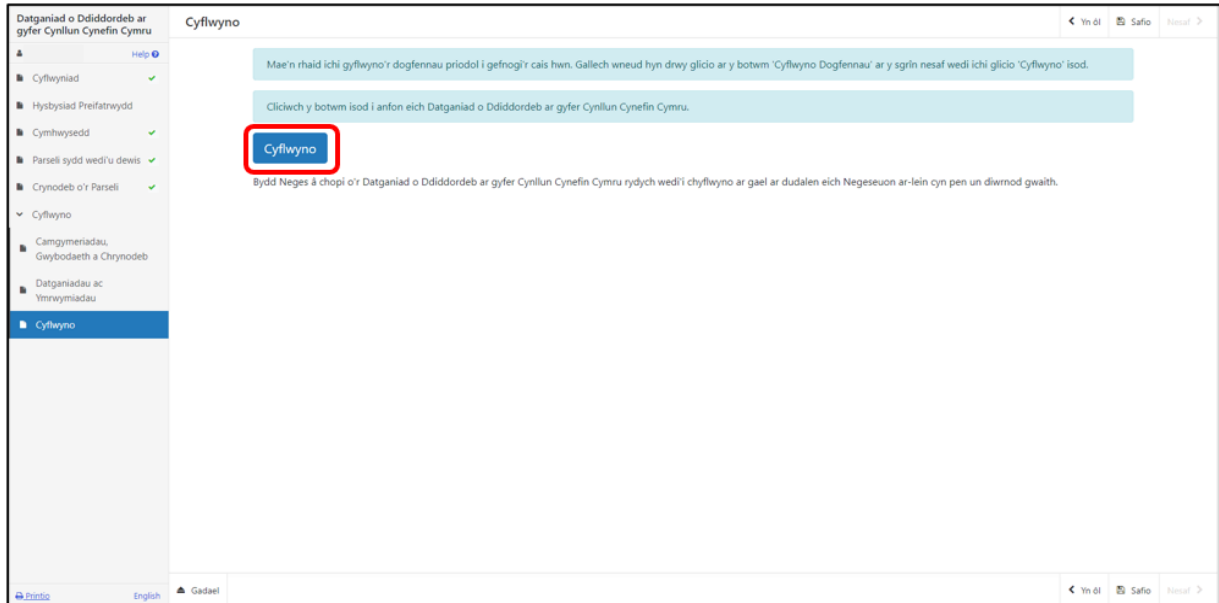 Datganiad o Ddiddordeb ar
gyfer Cynllun Cynefin Cymru
Help
Cyflwyniad
Hysbysiad Preifatrwydd
Cymhwysedd
Parseli sydd wedi'u dewis
Crynodeb o'r Parseli
Cyflwyno
Camgymeriadau,
Gwybodaeth a Chrynodeb
Datganiadau ac
Ymrwymiadau
Cyflwyno
Printio English
Cyflwyno
Yn ôl Safio Nesaf
Mae'n rhaid ichi gyflwyno'r dogfennau priodol i gefnogi'r cais hwn. Gallech wneud hyn drwy glicio ar y botwm 'Cyflwyno Dogfennau' ar y sgrin nesaf wedi ichi glicio 'Cyflwyno' isod.
Cliciwch y botwm isod i anfon eich Datganiad o Ddiddordeb ar gyfer Cynllun Cynefin Cymru.
Cyflwyno
Bydd Neges â chopi o'r Datganiad o Ddiddordeb ar gyfer Cynllun Cynefin Cymru rydych wedi'i chyflwyno ar gael ar dudalen eich Negeseuon ar-lein cyn pen un diwrnod gwaith.
Gadael
Yn ôl Safio Nesaf